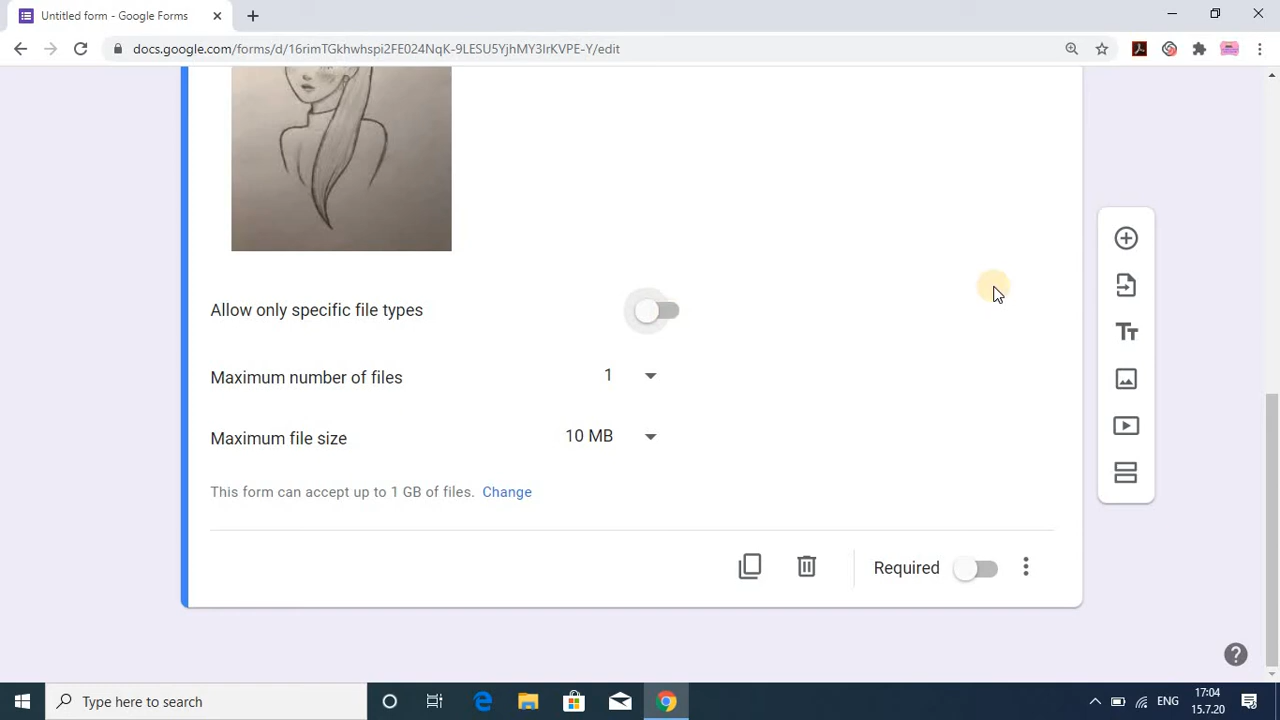 Untitled form - Google Forms
docs.google.com/forms/d/16rimTGkhwhspi2FE024NqK-9LESU5YjhMY3IrKVPE-Y/edit
Allow only specific file types
Maximum number of files 1
Maximum file size 10 MB
This form can accept up to 1 GB of files. Change
Required
Type here to search
ENG
17:04
15.7.20